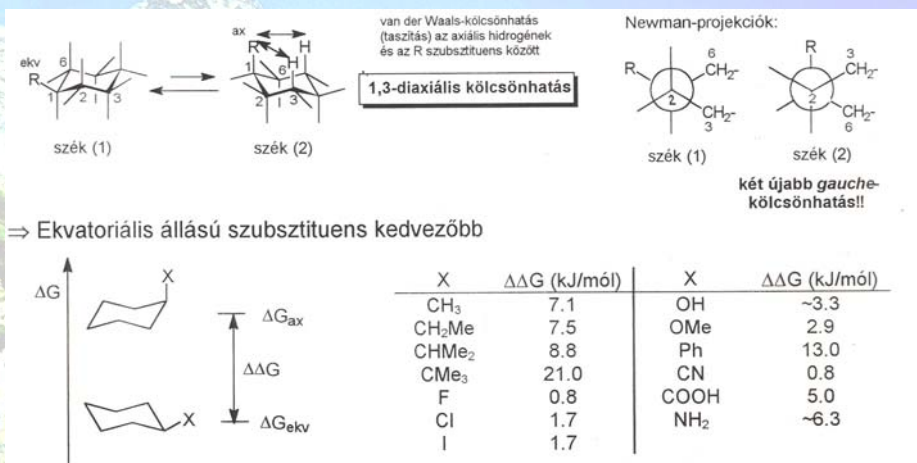 van der Waals-kölcsönhatás
(taszítás) az axiális hidrogének
és az R szubsztituens között
1,3-diaxiális kölcsönhatás
ekv
R
6
1
2
3
szék (1)
ax
R
H
H
1
6
2
3
szék (2)
Newman-projekciók:
R
6
CH₂-
2
CH₂-
3
szék (1)
R
3
CH₂-
2
CH₂-
6
szék (2)
két újabb gauche-
kölcsönhatás!!
⇒ Ekvatoriális állású szubsztituens kedvezőbb
ΔG
X
ΔGax
ΔΔG
X
ΔGekv
X ΔΔG (kJ/mól) X ΔΔG (kJ/mól)
CH₃ 7.1 OH ~3.3
CH₂Me 7.5 OMe 2.9
CHMe₂ 8.8 Ph 13.0
CMe₃ 21.0 CN 0.8
F 0.8 COOH 5.0
Cl 1.7 NH₂ ~6.3
I 1.7